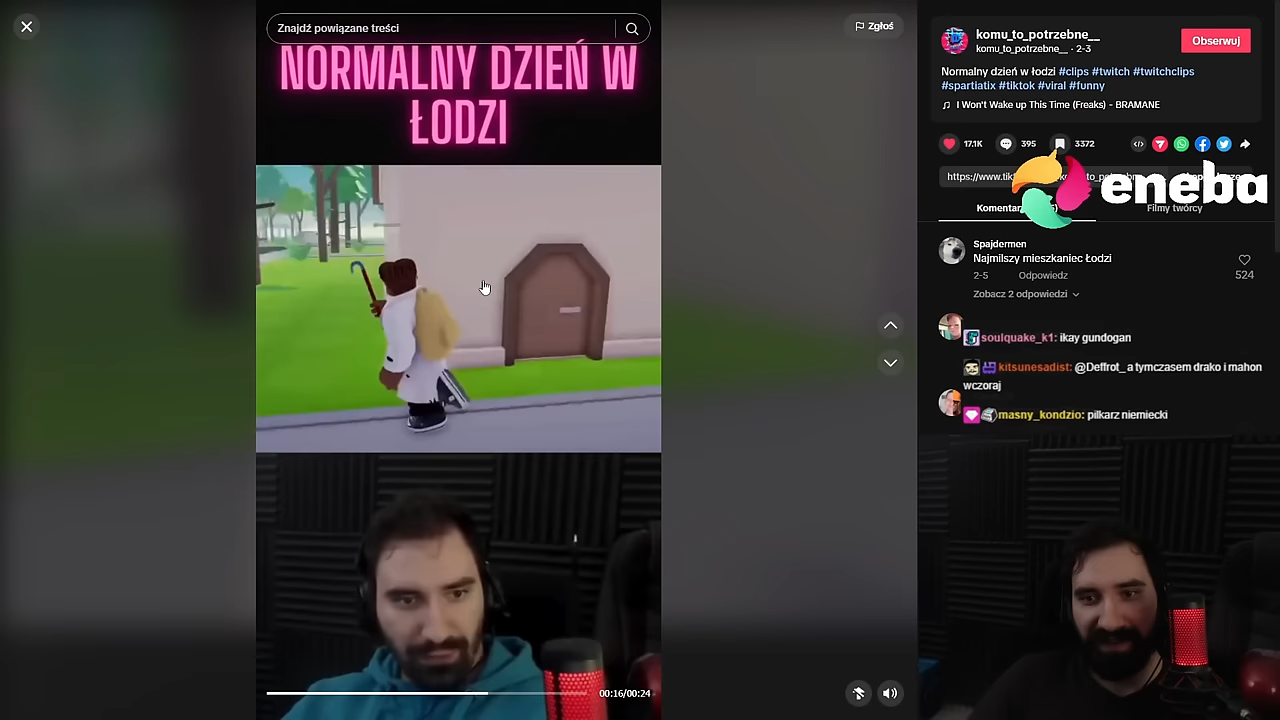 Znajdź powiązane treści
Zgłoś
NORMALNY DZIEŃ W
ŁODZI
00:16/00:24
komu_to_potrzebne__
komu_to_potrzebne__ · 2-3
Obserwuj
Normalny dzień w łodzi #clips #twitch #twitchclips
#spartiatix #tiktok #viral #funny
I Won't Wake up This Time (Freaks) - BRAMANE
17.1K
395
3372
https://www.tik
eneba
Filmy twórcy
Spajdermen
Najmilszy mieszkaniec Łodzi
2-5 Odpowiedz
524
Zobacz 2 odpowiedzi
soulquake_k1: ikay gundogan
kitsunesadist: @Deffrot_ a tymczasem drako i mahon
wczoraj
masny_kondzio: pilkarz niemiecki